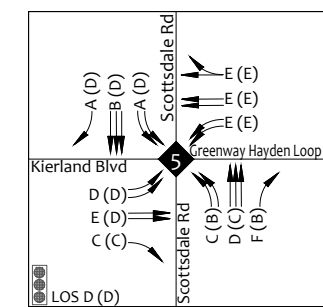 Scottsdale Rd
A (D)
B (D)
A (D)
E (E)
E (E)
E (E)
Kierland Blvd
5
Greenway Hayden Loop
D (D)
E (D)
C (C)
Scottsdale Rd
C (B)
D (C)
F (B)
LOS D (D)